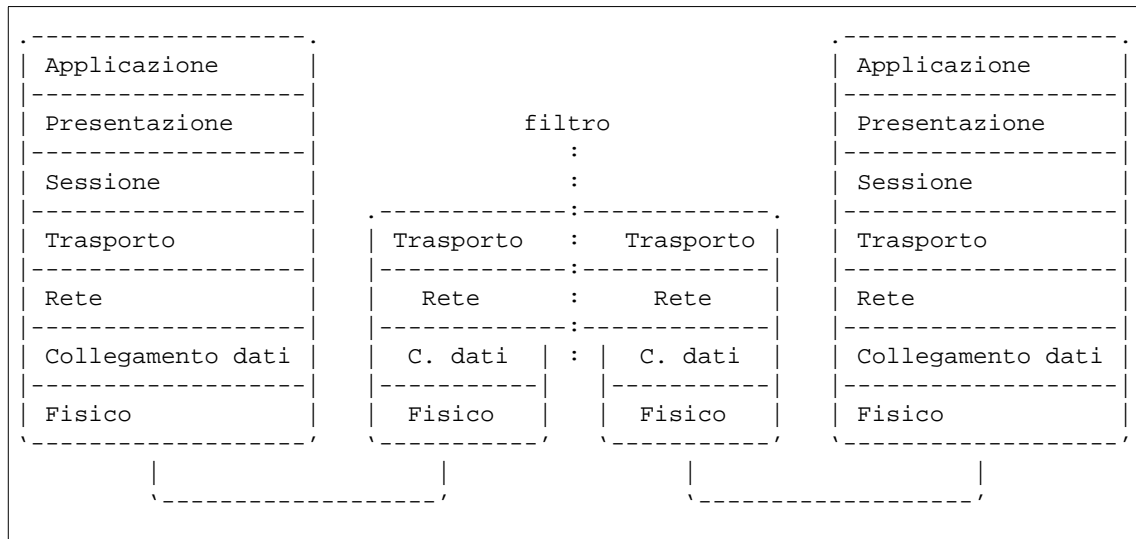 Applicazione Applicazione
Presentazione filtro Presentazione
Sessione Sessione
Trasporto Trasporto Trasporto Trasporto
Rete Rete Rete Rete
Collegamento dati C. dati C. dati Collegamento dati
Fisico Fisico Fisico Fisico